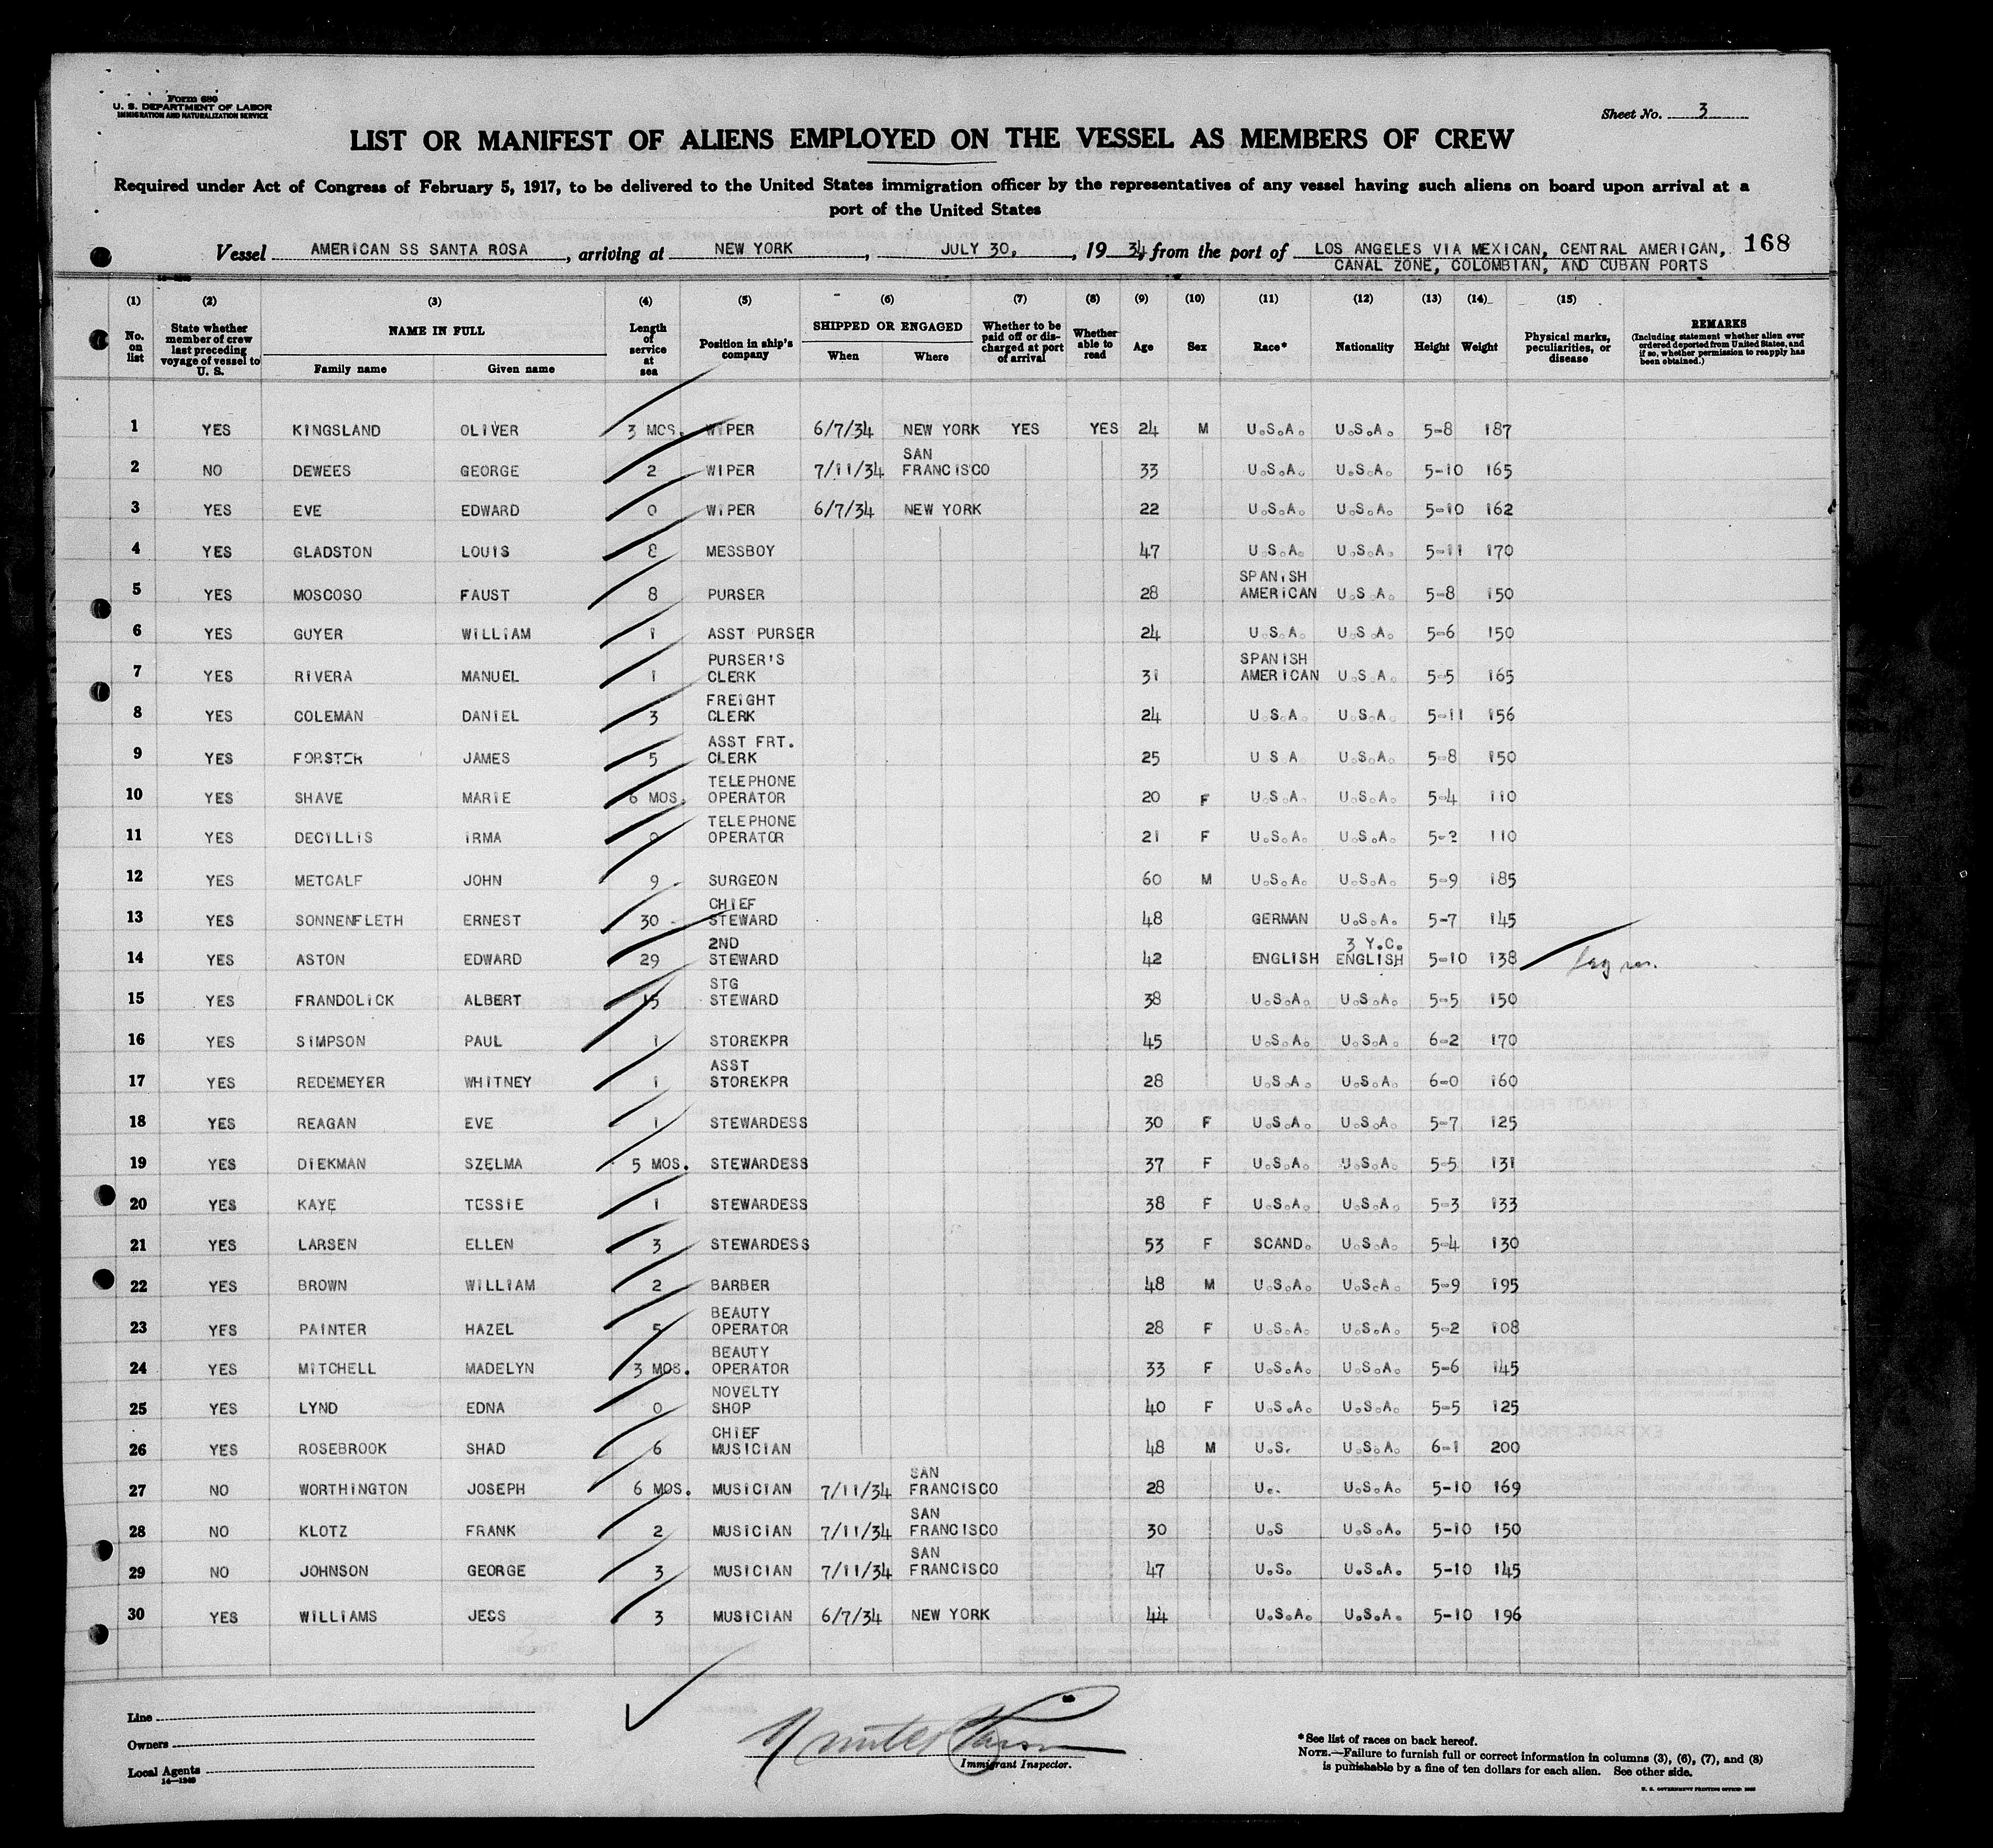 Form 680
U. S. DEPARTMENT OF LABOR
IMMIGRATION AND NATURALIZATION SERVICE
Sheet No. 3
LIST OR MANIFEST OF ALIENS EMPLOYED ON THE VESSEL AS MEMBERS OF CREW
Required under Act of Congress of February 5, 1917, to be delivered to the United States immigration officer by the representatives of any vessel having such aliens on board upon arrival at a
port of the United States
Vessel AMERICAN SS SANTA ROSA, arriving at NEW YORK, JULY 30, 1934, from the port of LOS ANGELES VIA MEXICAN, CENTRAL AMERICAN, 168
CANAL ZONE, COLOMBIAN, AND CUBAN PORTS
(1) (2) (3) (4) (5) (6) (7) (8) (9) (10) (11) (12) (13) (14) (15)
No. on list State whether member of crew last preceding voyage of vessel to U. S. NAME IN FULL Family name Given name Length of service at sea Position in ship's company SHIPPED OR ENGAGED When Where Whether to be paid off or discharged at port of arrival Whether able to read Age Sex Race* Nationality Height Weight Physical marks, peculiarities, or disease REMARKS (Including statement whether alien ever ordered deported from United States, and if so, whether permission to reapply has been obtained.)
1 YES KINGSLAND OLIVER 3 MOS. WIPER 6/7/34 NEW YORK YES YES 24 M U.S.A. U.S.A. 5-8 187
2 NO DEWEES GEORGE 2 WIPER 7/11/34 SAN FRANCISCO 33 U.S.A. U.S.A. 5-10 165
3 YES EVE EDWARD 0 WIPER 6/7/34 NEW YORK 22 U.S.A. U.S.A. 5-10 162
4 YES GLADSTON LOUIS 8 MESSBOY 47 U.S.A. U.S.A. 5-11 170
5 YES MOSCOSO FAUST 8 PURSER 28 SPANISH AMERICAN U.S.A. 5-8 150
6 YES GUYER WILLIAM 1 ASST PURSER 24 U.S.A. U.S.A. 5-6 150
7 YES RIVERA MANUEL 1 PURSER'S CLERK 31 SPANISH AMERICAN U.S.A. 5-5 165
8 YES COLEMAN DANIEL 3 FREIGHT CLERK 24 U.S.A. U.S.A. 5-11 156
9 YES FORSTER JAMES 5 ASST FRT. CLERK 25 U S A U.S.A. 5-8 150
10 YES SHAVE MARIE 6 MOS. TELEPHONE OPERATOR 20 F U.S.A. U.S.A. 5-4 110
11 YES DECILLIS IRMA 0 TELEPHONE OPERATOR 21 F U.S.A. U.S.A. 5-2 110
12 YES METCALF JOHN 9 SURGEON 60 M U.S.A. U.S.A. 5-9 185
13 YES SONNENFLETH ERNEST 30 CHIEF STEWARD 48 GERMAN U.S.A. 5-7 145
14 YES ASTON EDWARD 29 2ND STEWARD 42 ENGLISH 3 Y.C. ENGLISH 5-10 138
15 YES FRANDOLICK ALBERT 15 STG STEWARD 38 U.S.A. U.S.A. 5-5 150
16 YES SIMPSON PAUL 1 STOREKPR 45 U.S.A. U.S.A. 6-2 170
17 YES REDEMEYER WHITNEY 1 ASST STOREKPR 28 U.S.A. U.S.A. 6-0 160
18 YES REAGAN EVE 1 STEWARDESS 30 F U.S.A. U.S.A. 5-7 125
19 YES DIEKMAN SZELMA 5 MOS. STEWARDESS 37 F U.S.A. U.S.A. 5-5 131
20 YES KAYE TESSIE 1 STEWARDESS 38 F U.S.A. U.S.A. 5-3 133
21 YES LARSEN ELLEN 3 STEWARDESS 53 F SCAND. U.S.A. 5-4 130
22 YES BROWN WILLIAM 2 BARBER 48 M U.S.A. U.S.A. 5-9 195
23 YES PAINTER HAZEL 5 BEAUTY OPERATOR 28 F U.S.A. U.S.A. 5-2 108
24 YES MITCHELL MADELYN 3 MOS. BEAUTY OPERATOR 33 F U.S.A. U.S.A. 5-6 145
25 YES LYND EDNA 0 NOVELTY SHOP 40 F U.S.A. U.S.A. 5-5 125
26 YES ROSEBROOK SHAD 6 CHIEF MUSICIAN 48 M U.S. U.S.A. 6-1 200
27 NO WORTHINGTON JOSEPH 6 MOS. MUSICIAN 7/11/34 SAN FRANCISCO 28 U.S.A. 5-10 169
28 NO KLOTZ FRANK 2 MUSICIAN 7/11/34 SAN FRANCISCO 30 U.S U.S.A. 5-10 150
29 NO JOHNSON GEORGE 3 MUSICIAN 7/11/34 SAN FRANCISCO 47 U.S. U.S.A. 5-10 145
30 YES WILLIAMS JESS 3 MUSICIAN 6/7/34 NEW YORK 44 U.S.A. U.S.A. 5-10 196
Line
Owners
Local Agents
14—1240
Immigrant Inspector.
*See list of races on back hereof.
NOTE.—Failure to furnish full or correct information in columns (3), (6), (7), and (8)
is punishable by a fine of ten dollars for each alien. See other side.